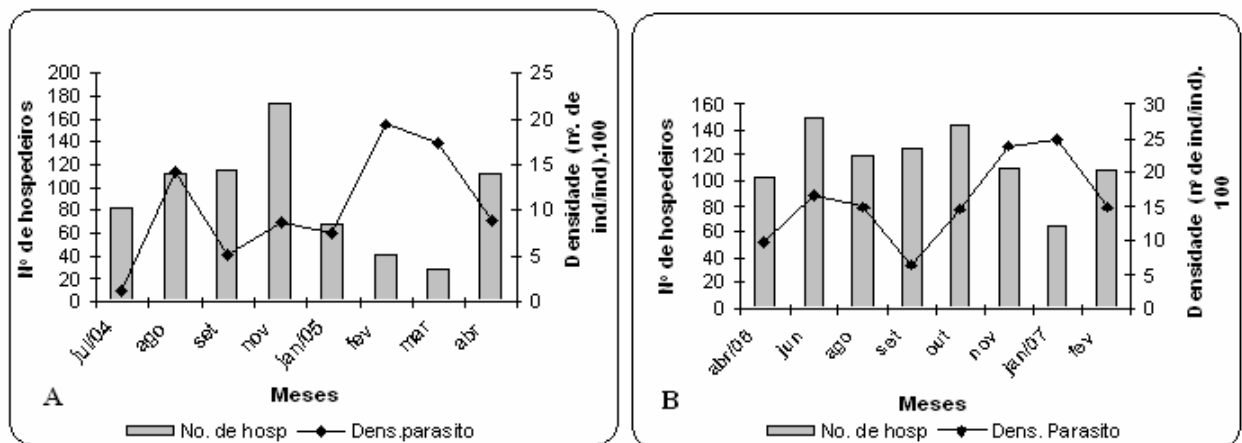 Nº de hospedeiros
200
180
160
140
120
100
80
60
40
20
0
25
20
15
10
5
0
Densidade (nº. de
ind/ind).100
jul/04
ago
set
nov
jan/05
fev
mar
abr
Meses
A
No. de hosp
Dens.parasito
Nº de hospedeiros
160
140
120
100
80
60
40
20
0
30
25
20
15
10
5
0
Densidade (nº de ind/ind).
100
abr/06
jun
ago
set
out
nov
jan/07
fev
Meses
B
No. de hosp
Dens. Parasito